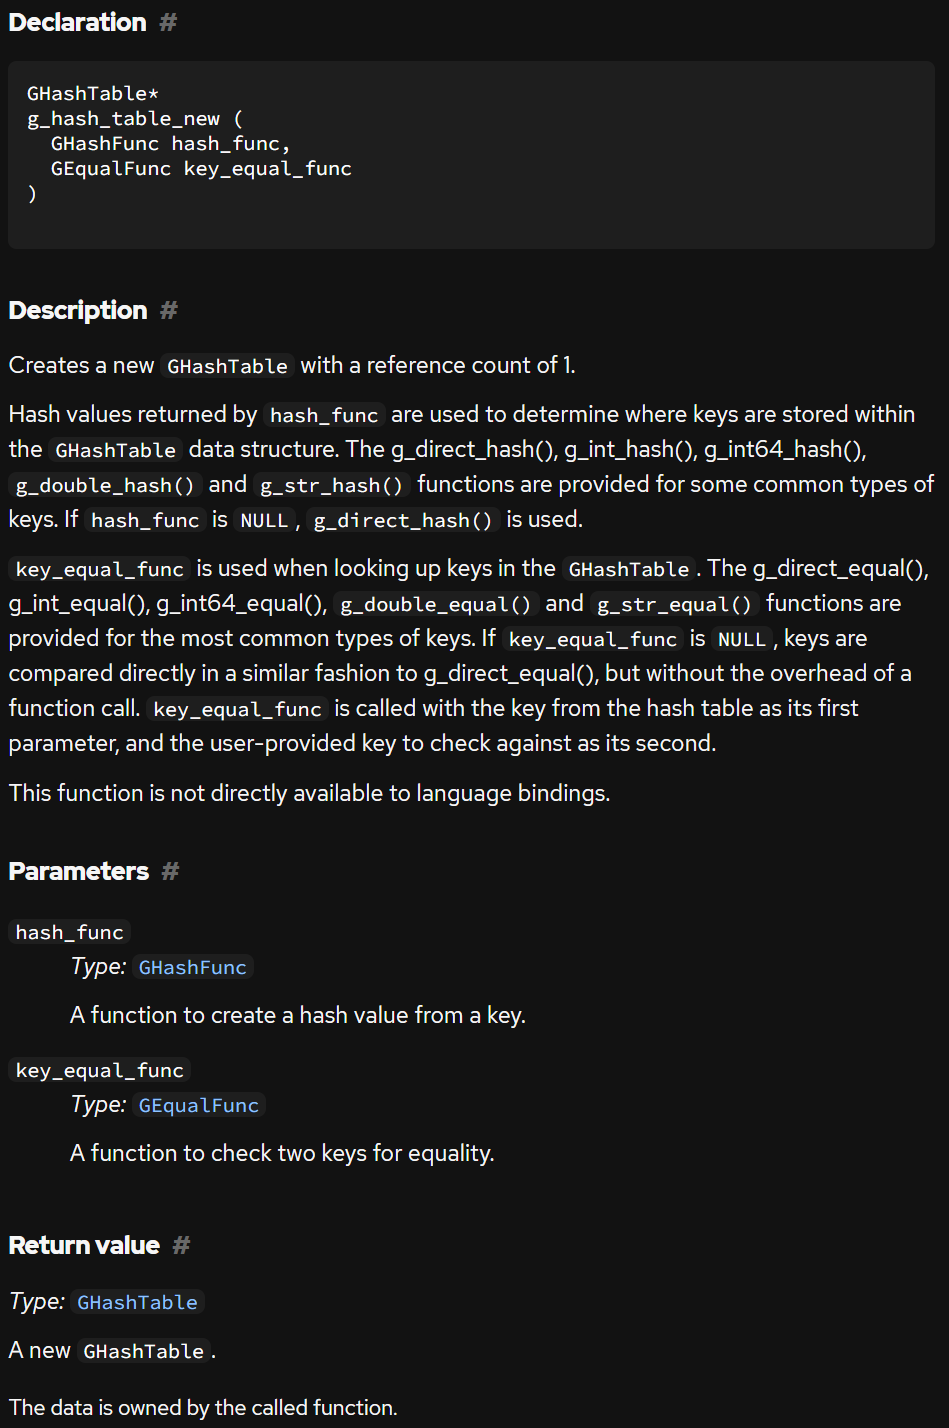 Declaration #
GHashTable*
g_hash_table_new (
  GHashFunc hash_func,
  GEqualFunc key_equal_func
)
Description #
Creates a new GHashTable with a reference count of 1.
Hash values returned by hash_func are used to determine where keys are stored within
the GHashTable data structure. The g_direct_hash(), g_int_hash(), g_int64_hash(),
g_double_hash() and g_str_hash() functions are provided for some common types of
keys. If hash_func is NULL, g_direct_hash() is used.
key_equal_func is used when looking up keys in the GHashTable. The g_direct_equal(),
g_int_equal(), g_int64_equal(), g_double_equal() and g_str_equal() functions are
provided for the most common types of keys. If key_equal_func is NULL, keys are
compared directly in a similar fashion to g_direct_equal(), but without the overhead of a
function call. key_equal_func is called with the key from the hash table as its first
parameter, and the user-provided key to check against as its second.
This function is not directly available to language bindings.
Parameters #
hash_func
Type: GHashFunc
A function to create a hash value from a key.
key_equal_func
Type: GEqualFunc
A function to check two keys for equality.
Return value #
Type: GHashTable
A new GHashTable.
The data is owned by the called function.